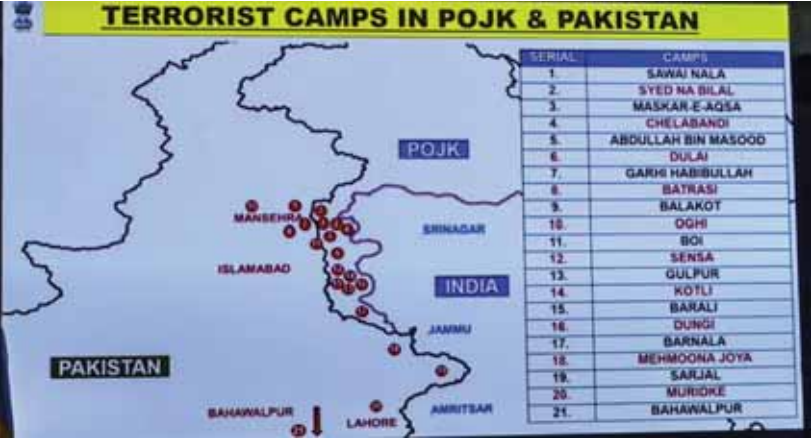 TERRORIST CAMPS IN POJK & PAKISTAN
SERIAL CAMPS
1. SAWAI NALA
2. SYED NA BILAL
3. MASKAR-E-AQSA
4. CHELABANDI
5. ABDULLAH BIN MASOOD
6. DULAI
7. GARHI HABIBULLAH
8. BATRASI
9. BALAKOT
10. OGHI
11. BOI
12. SENSA
13. GULPUR
14. KOTLI
15. BARALI
16. DUNGI
17. BARNALA
18. MEHMOONA JOYA
19. SARJAL
20. MURIDKE
21. BAHAWALPUR
POJK
MANSEHRA
SRINAGAR
ISLAMABAD
INDIA
JAMMU
PAKISTAN
BAHAWALPUR
LAHORE
AMRITSAR
21